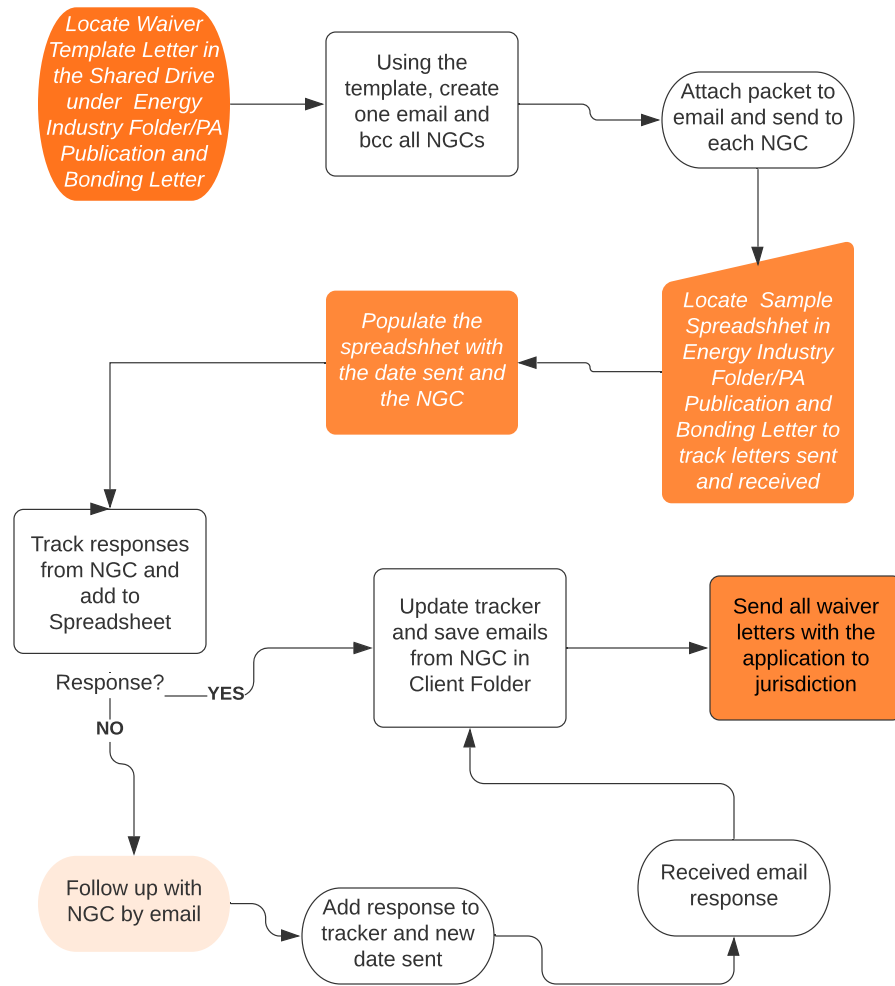 Locate Waiver
Template Letter in
the Shared Drive
under  Energy
Industry Folder/PA
Publication and
Bonding Letter
Using the
template, create
one email and
bcc all NGCs
Attach packet to
email and send to
each NGC
Locate  Sample
Spreadshhet in
Energy Industry
Folder/PA
Publication and
Bonding Letter to
track letters sent
and received
Populate the
spreadshhet with
the date sent and
the NGC
Track responses
from NGC and
add to
Spreadsheet
Response?
YES
NO
Update tracker
and save emails
from NGC in
Client Folder
Send all waiver
letters with the
application to
jurisdiction
Follow up with
NGC by email
Add response to
tracker and new
date sent
Received email
response